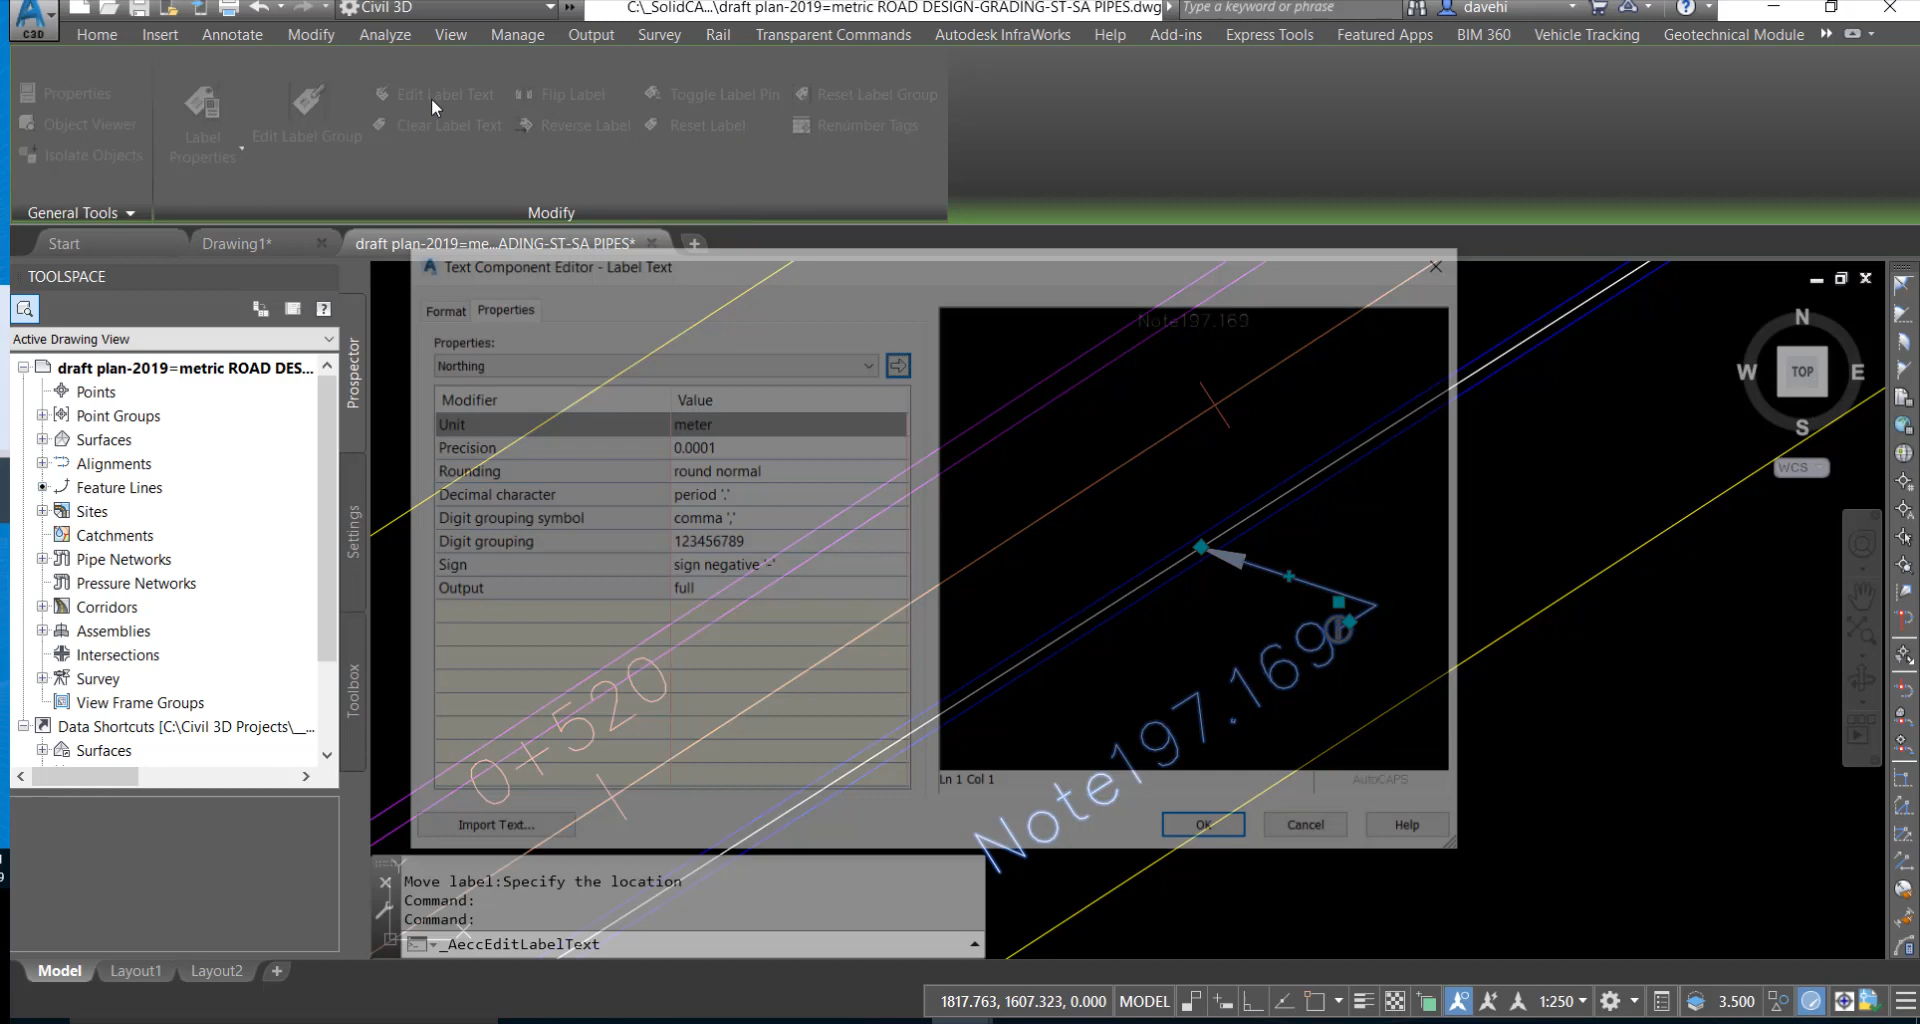 Civil 3D
C:\_SolidCA...\draft plan-2019=metric ROAD DESIGN-GRADING-ST-SA PIPES.dwg
Type a keyword or phrase
davehi
C3D
Home Insert Annotate Modify Analyze View Manage Output Survey Rail Transparent Commands Autodesk InfraWorks Help Add-ins Express Tools Featured Apps BIM 360 Vehicle Tracking Geotechnical Module
Properties
Object Viewer
Isolate Objects
Label Properties
Edit Label Group
Edit Label Text
Clear Label Text
Flip Label
Reverse Label
Toggle Label Pin
Reset Label
Reset Label Group
Renumber Tags
General Tools
Modify
Start
Drawing1*
draft plan-2019=me...ADING-ST-SA PIPES*
TOOLSPACE
Active Drawing View
draft plan-2019=metric ROAD DES...
Points
Point Groups
Surfaces
Alignments
Feature Lines
Sites
Catchments
Pipe Networks
Pressure Networks
Corridors
Assemblies
Intersections
Survey
View Frame Groups
Data Shortcuts [C:\Civil 3D Projects\__...
Surfaces
Prospector
Settings
Toolbox
Text Component Editor - Label Text
Format
Properties
Properties:
Northing
Modifier Value
Unit meter
Precision 0.0001
Rounding round normal
Decimal character period '.'
Digit grouping symbol comma ','
Digit grouping 123456789
Sign sign negative '-'
Output full
Import Text...
Note197.169
Ln 1 Col 1
AutoCAPS
OK
Cancel
Help
0+520
Note197.169
N
W
TOP
E
S
WCS
Move label:Specify the location
Command:
Command:
_AeccEditLabelText
Model
Layout1
Layout2
1817.763, 1607.323, 0.000
MODEL
1:250
3.500